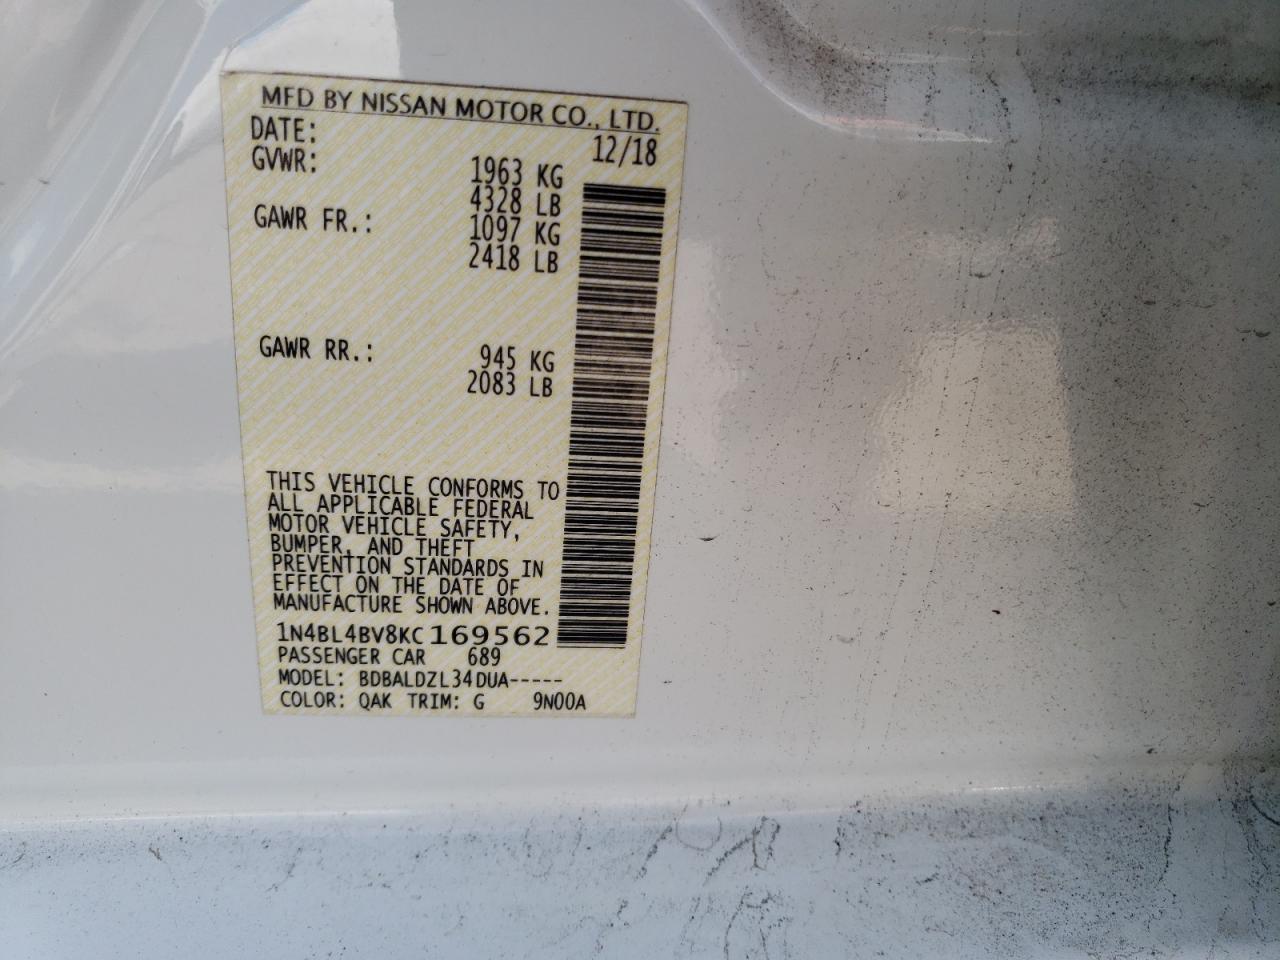 MFD BY NISSAN MOTOR CO., LTD.
DATE: 12/18
GVWR: 1963 KG
4328 LB
GAWR FR.: 1097 KG
2418 LB
GAWR RR.: 945 KG
2083 LB
THIS VEHICLE CONFORMS TO
ALL APPLICABLE FEDERAL
MOTOR VEHICLE SAFETY,
BUMPER, AND THEFT
PREVENTION STANDARDS IN
EFFECT ON THE DATE OF
MANUFACTURE SHOWN ABOVE.
1N4BL4BV8KC169562
PASSENGER CAR 689
MODEL: BDBALDZL34DUA-----
COLOR: QAK TRIM: G 9N00A